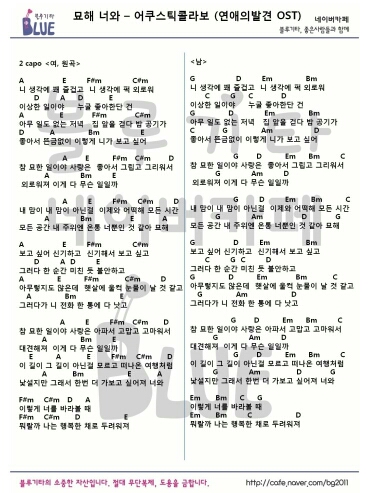 블루기타
BLUE
묘해 너와 – 어쿠스틱콜라보 (연애의발견 OST)
네이버카페
블루기타, 좋은사람들과 함께
2 capo <여, 원곡>
A E F#m C#m
니 생각에 꽤 즐겁고 니 생각에 퍽 외로워
D A D E
이상한 일이야 누굴 좋아한단 건
A E F#m C#m
아무 일도 없는 저녁 집 앞을 걷다 밤 공기가
D A Bm E
좋아서 뜬금없이 이렇게 니가 보고 싶어
A E F#m C#m D
참 묘한 일이야 사랑은 좋아서 그립고 그리워서
A Bm E
외로워져 이게 다 무슨 일일까
A E F#m C#m D
내 맘이 내 맘이 아닌걸 이제와 어떡해 모든 시간
A Bm A E
모든 공간 내 주위엔 온통 너뿐인 것 같아 묘해
A E F#m C#m
보고 싶어 신기하고 신기해서 보고 싶고
D A D E
그러다 한 순간 미친 듯 불안하고
A E F#m C#m D
아무렇지도 않은데 햇살에 울컥 눈물이 날 것 같고
A Bm E
그러다가 니 전화 한 통에 다 낫고
A E F#m C#m D
참 묘한 일이야 사랑은 아파서 고맙고 고마워서
A Bm E
대견해져 이게 다 무슨 일일까
E A E F#m C#m D
이 길이 그 길이 아닌걸 모르고 떠나온 여행처럼
A Bm A E
낯설지만 그래서 한번 더 가보고 싶어져 너와
F#m C#m D A
이렇게 너를 바라볼 때
F#m C#m D E
뭐랄까 나는 행복한 채로 두려워져
<남>
G D Em Bm
니 생각에 꽤 즐겁고 니 생각에 퍽 외로워
C G C D
이상한 일이야 누굴 좋아한단 건
G D Em Bm
아무 일도 없는 저녁 집 앞을 걷다 밤 공기가
C G Am D
좋아서 뜬금없이 이렇게 니가 보고 싶어
G D Em Bm C
참 묘한 일이야 사랑은 좋아서 그립고 그리워서
G Am D
외로워져 이게 다 무슨 일일까
G D Em Bm C
내 맘이 내 맘이 아닌걸 이제와 어떡해 모든 시간
G Am D G
모든 공간 내 주위엔 온통 너뿐인 것 같아 묘해
G D Em Bm
보고 싶어 신기하고 신기해서 보고 싶고
C G C D
그러다 한 순간 미친 듯 불안하고
G D Em Bm C
아무렇지도 않은데 햇살에 울컥 눈물이 날 것 같고
G Am D
그러다가 니 전화 한 통에 다 낫고
G D Em Bm C
참 묘한 일이야 사랑은 아파서 고맙고 고마워서
G Am D
대견해져 이게 다 무슨 일일까
G D Em Bm C
이 길이 그 길이 아닌걸 모르고 떠나온 여행처럼
G Am D G
낯설지만 그래서 한번 더 가보고 싶어져 너와
Em Bm C G
이렇게 너를 바라볼 때
Em Bm C D
뭐랄까 나는 행복한 채로 두려워져
블루기타의 소중한 자산입니다. 절대 무단복제, 도용을 금합니다.
http://cafe.naver.com/bg2011